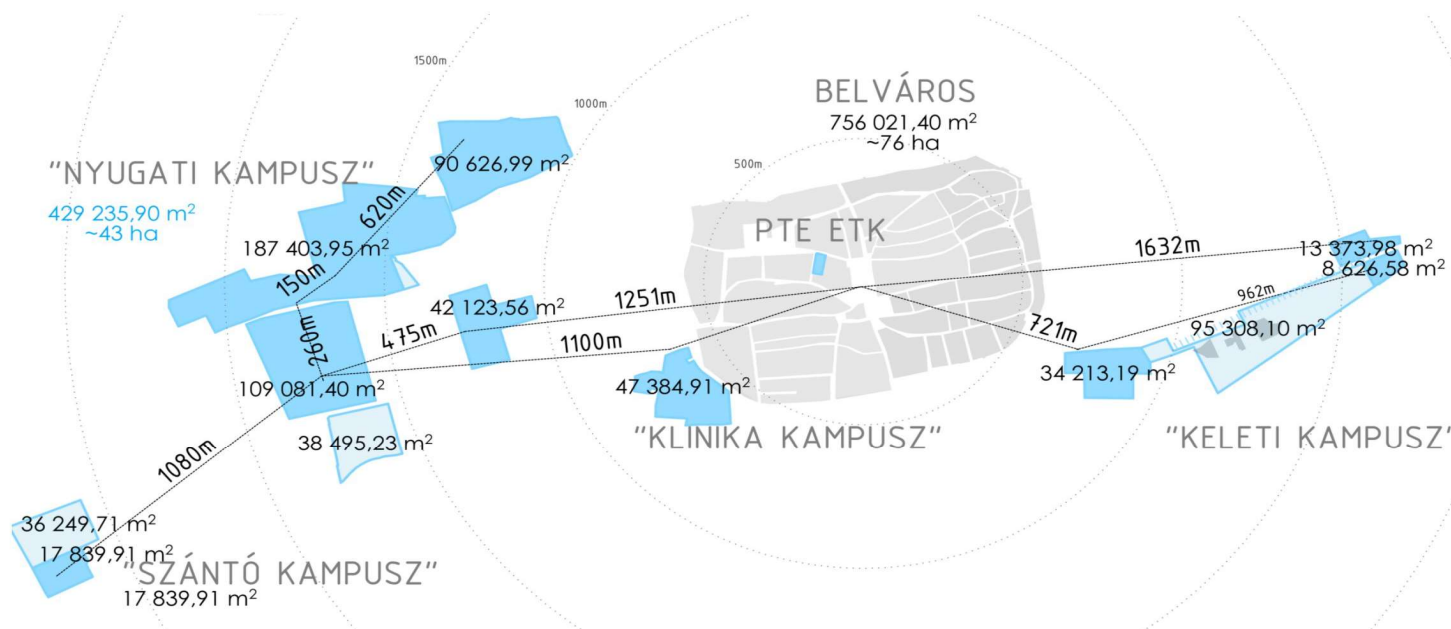 1500m
1000m
500m
BELVÁROS
756 021,40 m²
~76 ha
"NYUGATI KAMPUSZ"
429 235,90 m²
~43 ha
90 626,99 m²
620m
187 403,95 m²
150m
PTE ETK
42 123,56 m²
1251m
475m
260m
1100m
109 081,40 m²
38 495,23 m²
1080m
47 384,91 m²
"KLINIKA KAMPUSZ"
1632m
13 373,98 m²
8 626,58 m²
962m
721m
95 308,10 m²
34 213,19 m²
"KELETI KAMPUSZ"
36 249,71 m²
17 839,91 m²
"SZÁNTÓ KAMPUSZ"
17 839,91 m²